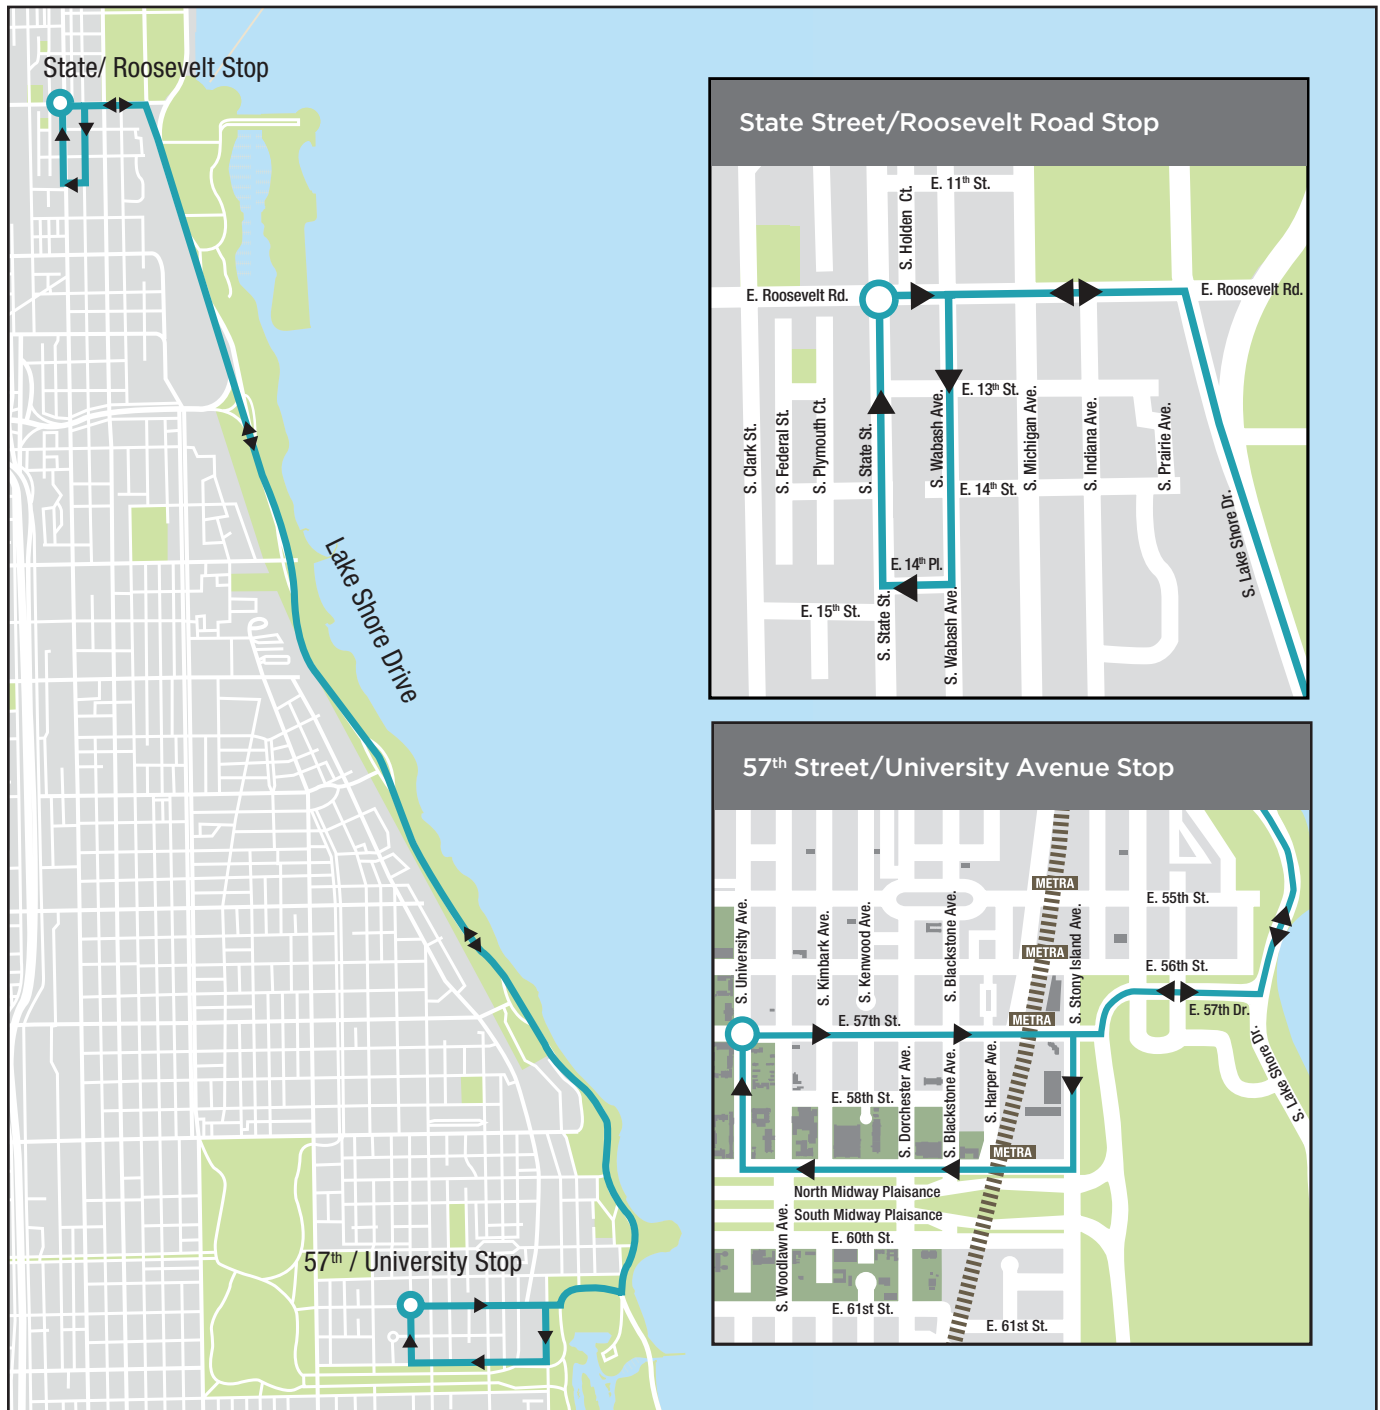 State/ Roosevelt Stop
Lake Shore Drive
57th / University Stop
State Street/Roosevelt Road Stop
E. 11th St.
S. Holden Ct.
E. Roosevelt Rd.
E. Roosevelt Rd.
E. 13th St.
S. Clark St.
S. Federal St.
S. Plymouth Ct.
S. State St.
S. Wabash Ave.
S. Michigan Ave.
S. Indiana Ave.
S. Prairie Ave.
E. 14th St.
S. Lake Shore Dr.
E. 14th Pl.
E. 15th St.
S. State St.
S. Wabash Ave.
57th Street/University Avenue Stop
METRA
E. 55th St.
S. University Ave.
S. Kimbark Ave.
S. Kenwood Ave.
S. Blackstone Ave.
METRA
S. Stony Island Ave.
E. 56th St.
E. 57th Dr.
E. 57th St.
METRA
S. Lake Shore Dr.
S. Dorchester Ave.
S. Blackstone Ave.
S. Harper Ave.
E. 58th St.
METRA
North Midway Plaisance
South Midway Plaisance
S. Woodlawn Ave.
E. 60th St.
E. 61st St.
E. 61st St.